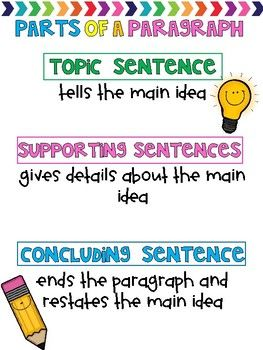 PARTS OF A PARAGRAPH
TOPIC SENTENCE
tells the main idea
SUPPORTING SENTENCES
gives details about the main
idea
CONCLUDING SENTENCE
ends the paragraph and
restates the main idea